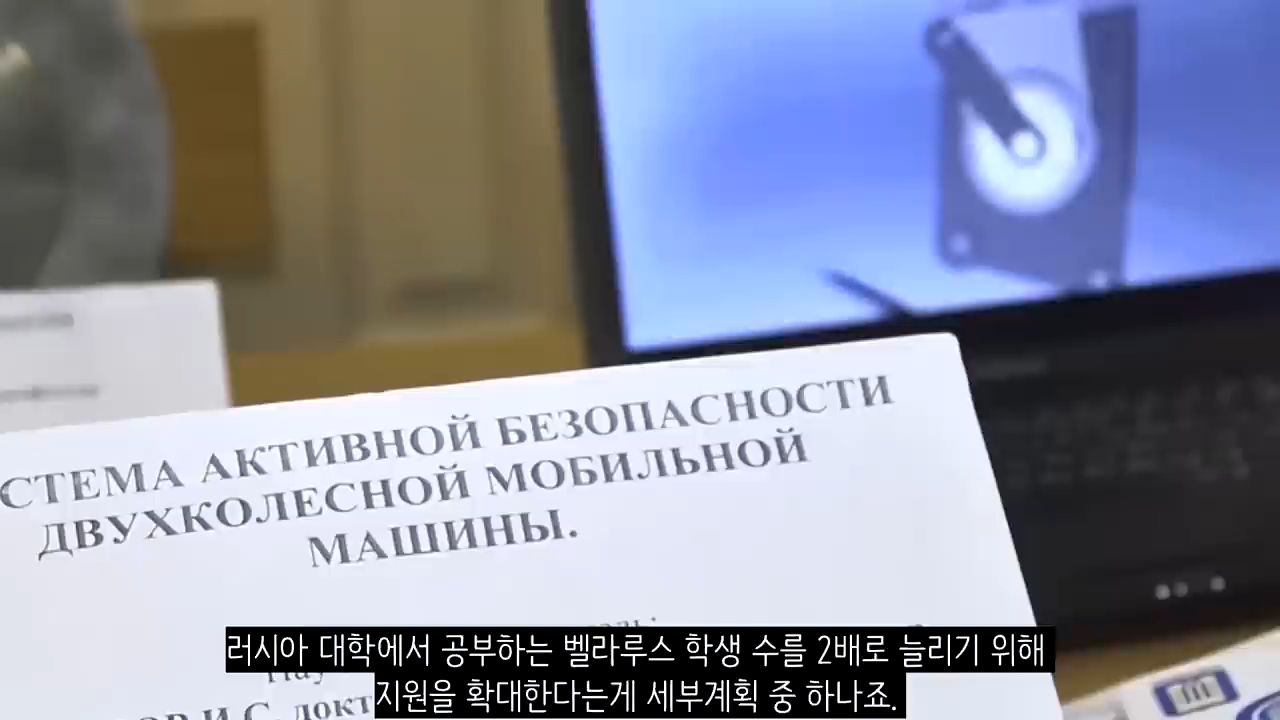 СТЕМА АКТИВНОЙ БЕЗОПАСНОСТИ
ДВУХКОЛЕСНОЙ МОБИЛЬНОЙ
МАШИНЫ.
러시아 대학에서 공부하는 벨라루스 학생 수를 2배로 늘리기 위해
지원을 확대한다는게 세부계획 중 하나죠.
И.С. докт